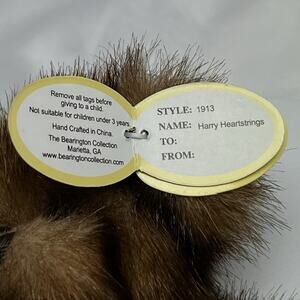 Remove all tags before
giving to a child.
Not suitable for children under 3 years.
Hand Crafted in China.
The Bearington Collection
Marietta, GA
www.bearingtoncollection.com
STYLE: 1913
NAME: Harry Heartstrings
TO:
FROM: